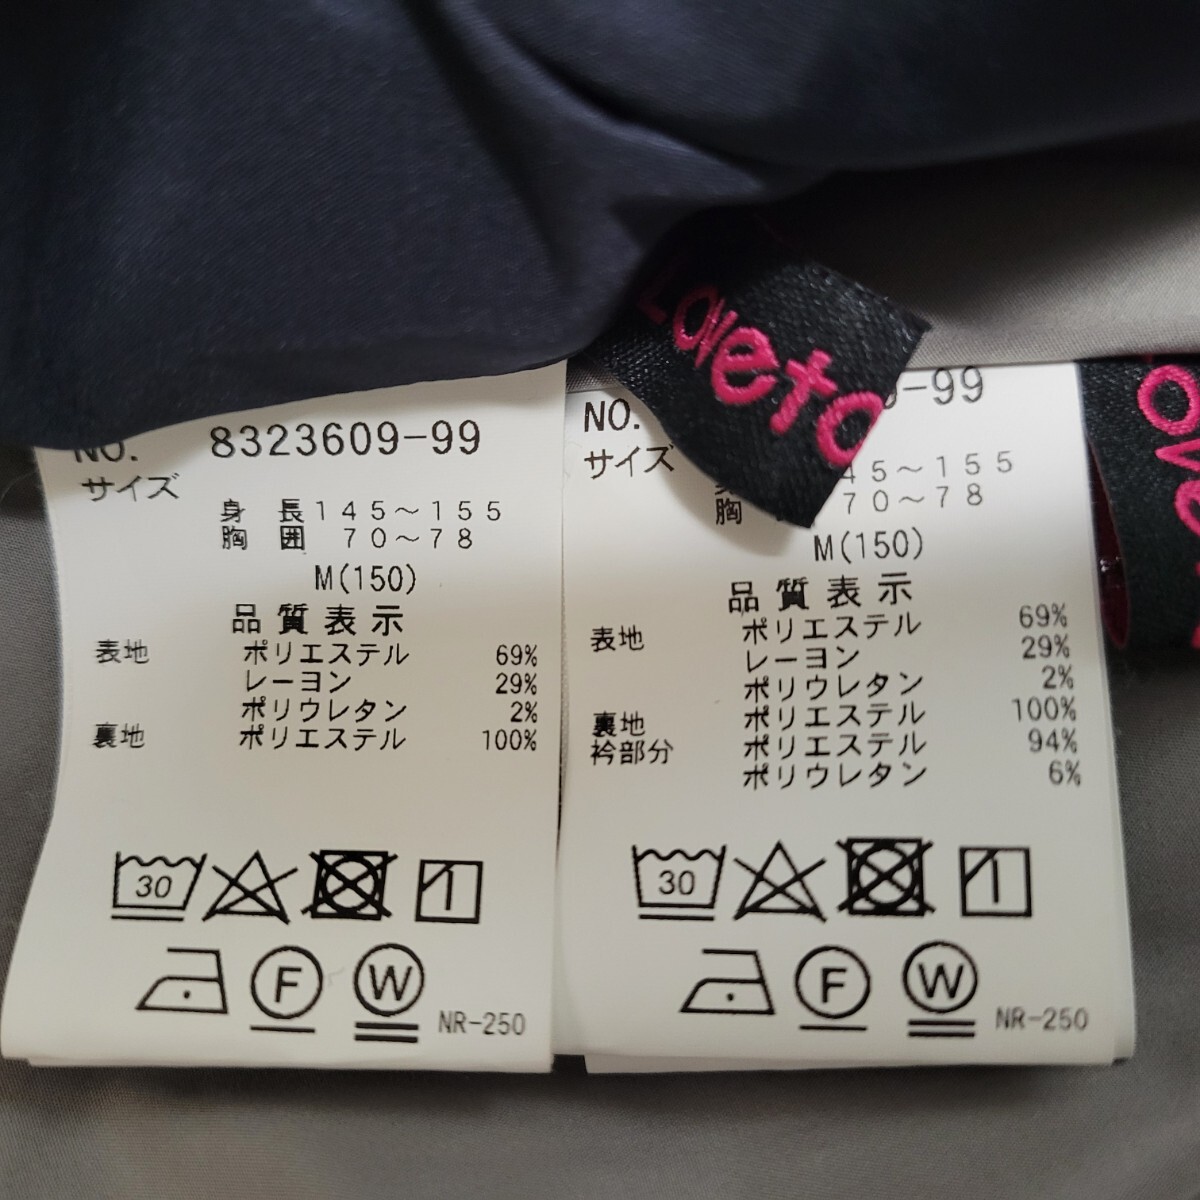 Loveto
ove
NO. 8323609-99
サイズ
身 長 145～155
胸 囲 70～78
M(150)
品質表示
表地 ポリエステル 69%
レーヨン 29%
ポリウレタン 2%
裏地 ポリエステル 100%
30
F W NR-250
NO. 9-99
サイズ
45～155
胸 70～78
M(150)
品質表示
表地 ポリエステル 69%
レーヨン 29%
ポリウレタン 2%
裏地 ポリエステル 100%
衿部分 ポリエステル 94%
ポリウレタン 6%
30
F W NR-250